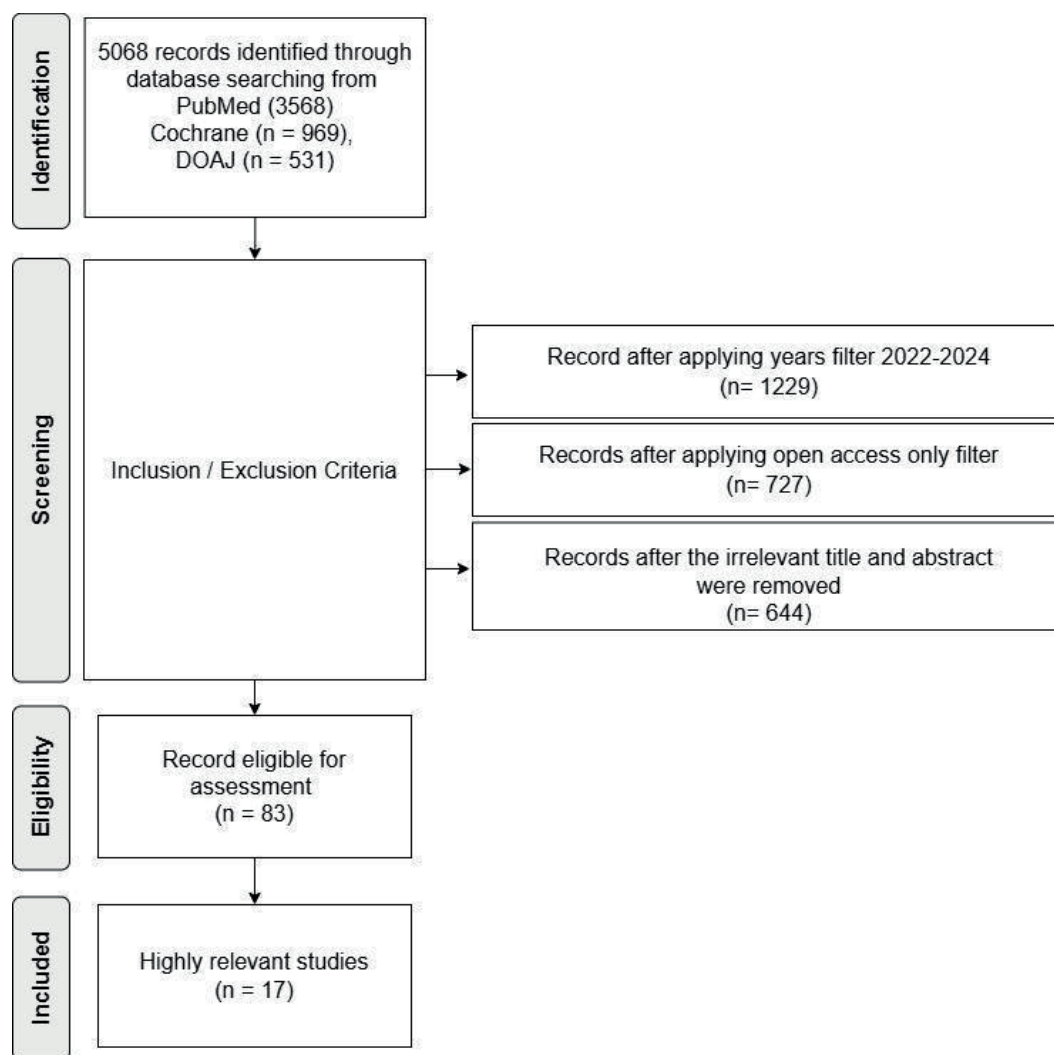 Identification
5068 records identified through
database searching from
PubMed (3568)
Cochrane (n = 969),
DOAJ (n = 531)
Screening
Inclusion / Exclusion Criteria
Record after applying years filter 2022-2024
(n= 1229)
Records after applying open access only filter
(n= 727)
Records after the irrelevant title and abstract
were removed
(n= 644)
Eligibility
Record eligible for
assessment
(n = 83)
Included
Highly relevant studies
(n = 17)